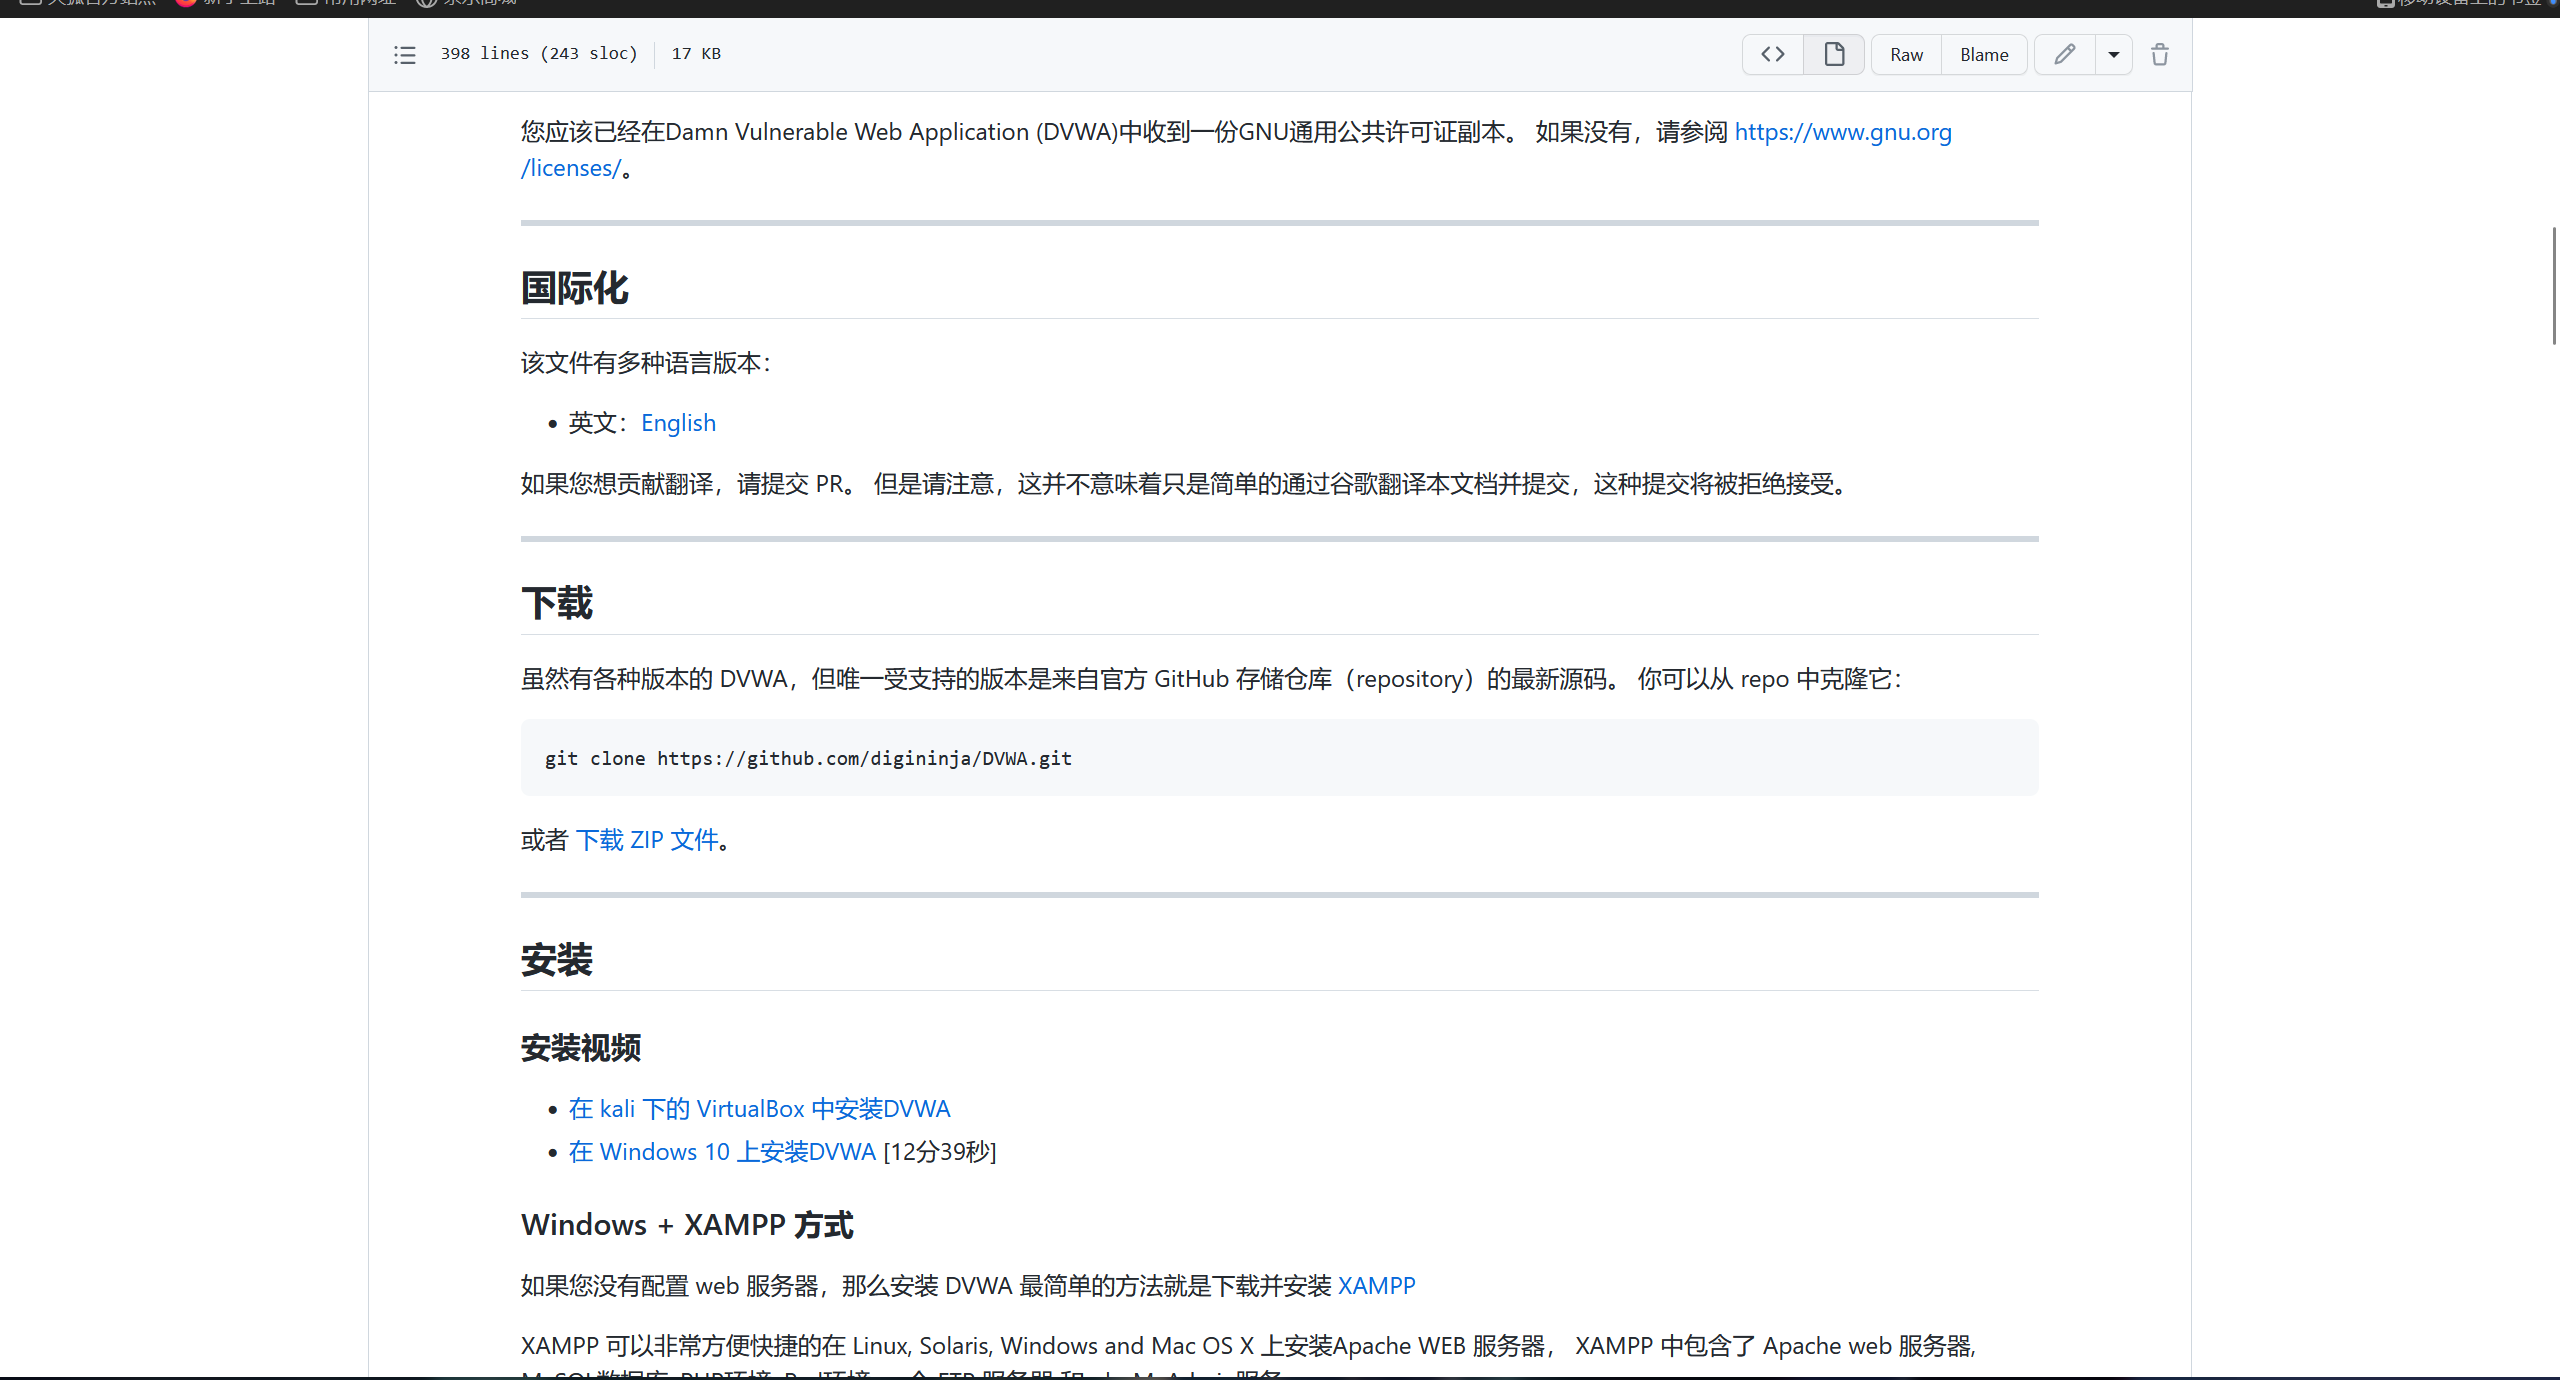 398 lines (243 sloc) 17 KB
Raw Blame
您应该已经在Damn Vulnerable Web Application (DVWA)中收到一份GNU通用公共许可证副本。 如果没有，请参阅 https://www.gnu.org
/licenses/。
国际化
该文件有多种语言版本：
• 英文：English
如果您想贡献翻译，请提交 PR。 但是请注意，这并不意味着只是简单的通过谷歌翻译本文档并提交，这种提交将被拒绝接受。
下载
虽然有各种版本的 DVWA，但唯一受支持的版本是来自官方 GitHub 存储仓库（repository）的最新源码。 你可以从 repo 中克隆它：
git clone https://github.com/digininja/DVWA.git
或者 下载 ZIP 文件。
安装
安装视频
• 在 kali 下的 VirtualBox 中安装DVWA
• 在 Windows 10 上安装DVWA [12分39秒]
Windows + XAMPP 方式
如果您没有配置 web 服务器，那么安装 DVWA 最简单的方法就是下载并安装 XAMPP
XAMPP 可以非常方便快捷的在 Linux, Solaris, Windows and Mac OS X 上安装Apache WEB 服务器， XAMPP 中包含了 Apache web 服务器,